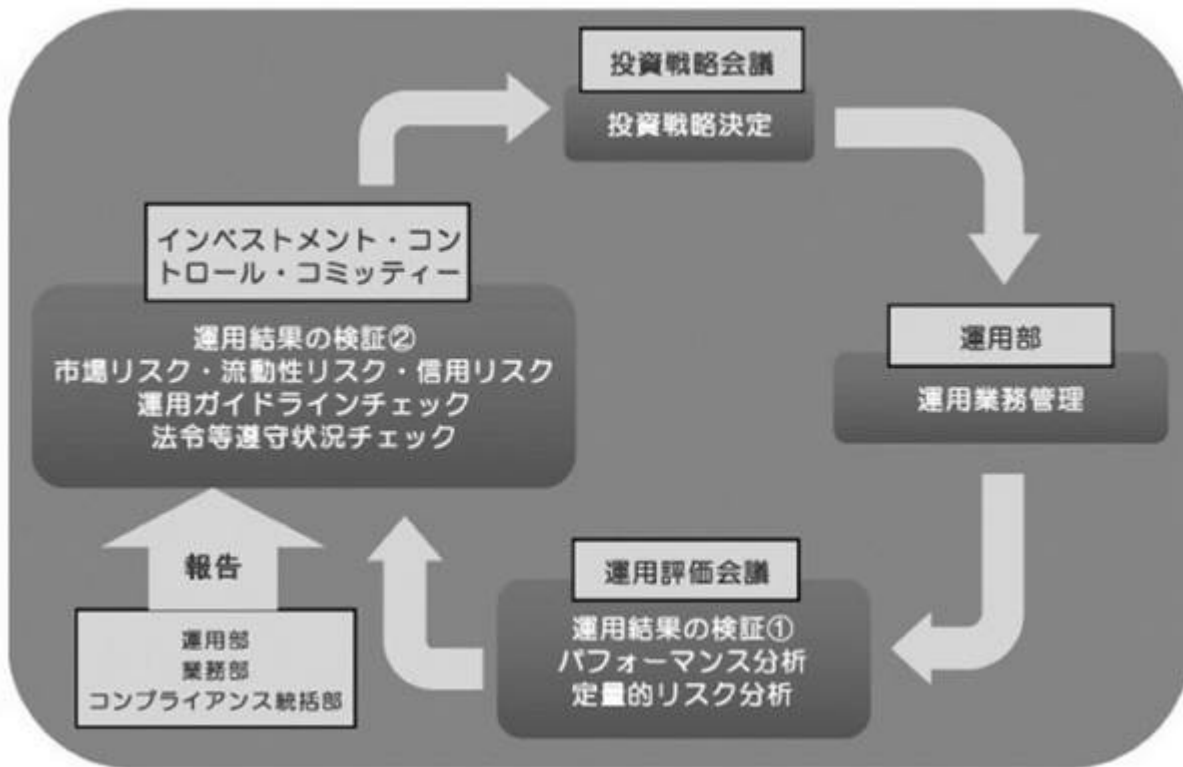 投資戦略会議
投資戦略決定
運用部
運用業務管理
運用評価会議
運用結果の検証①
パフォーマンス分析
定量的リスク分析
インベストメント・コン
トロール・コミッティー
運用結果の検証②
市場リスク・流動性リスク・信用リスク
運用ガイドラインチェック
法令等遵守状況チェック
報告
運用部
業務部
コンプライアンス統括部